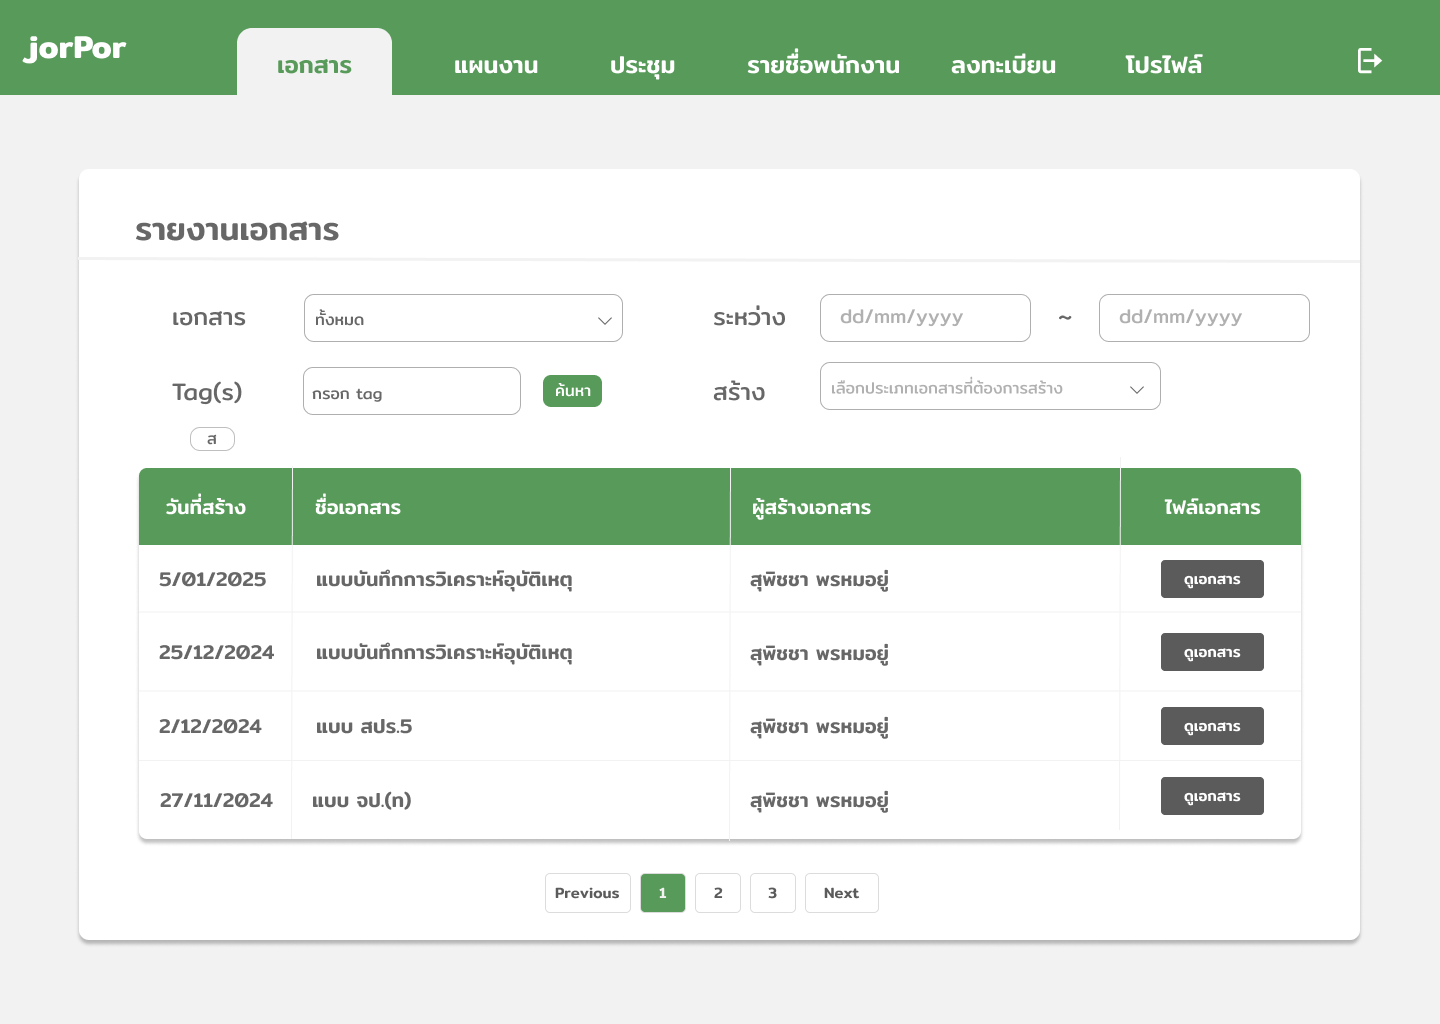 jorPor
เอกสาร แผนงาน ประชุม รายชื่อพนักงาน ลงทะเบียน โปรไฟล์
รายงานเอกสาร
เอกสาร ทั้งหมด ระหว่าง dd/mm/yyyy ~ dd/mm/yyyy
Tag(s) กรอก tag ค้นหา สร้าง เลือกประเภทเอกสารที่ต้องการสร้าง
ส
วันที่สร้าง ชื่อเอกสาร ผู้สร้างเอกสาร ไฟล์เอกสาร
5/01/2025 แบบบันทึกการวิเคราะห์อุบัติเหตุ สุพิชชา พรหมอยู่ ดูเอกสาร
25/12/2024 แบบบันทึกการวิเคราะห์อุบัติเหตุ สุพิชชา พรหมอยู่ ดูเอกสาร
2/12/2024 แบบ สปร.5 สุพิชชา พรหมอยู่ ดูเอกสาร
27/11/2024 แบบ จป.(ท) สุพิชชา พรหมอยู่ ดูเอกสาร
Previous 1 2 3 Next